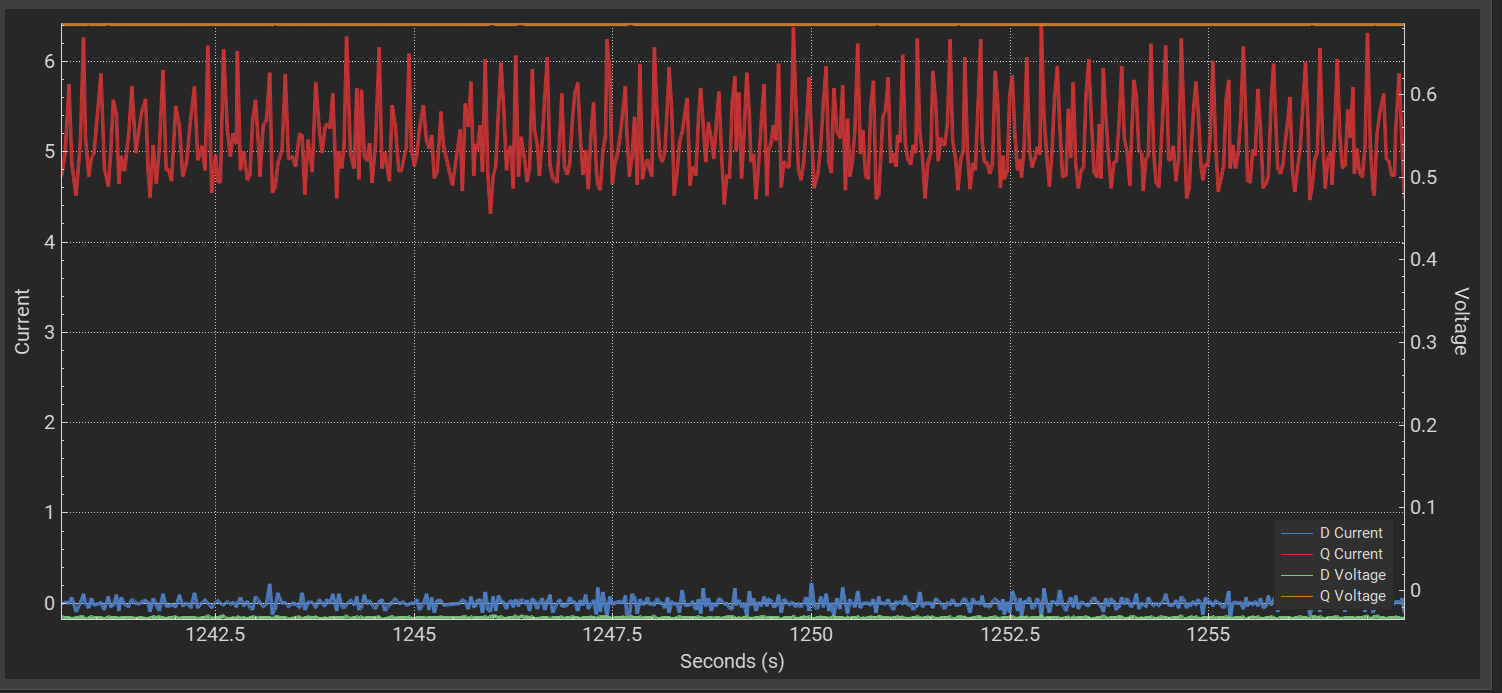 6
5
4
3
2
1
0
Current
0.6
0.5
0.4
0.3
0.2
0.1
0
Voltage
D Current
Q Current
D Voltage
Q Voltage
1242.5 1245 1247.5 1250 1252.5 1255
Seconds (s)